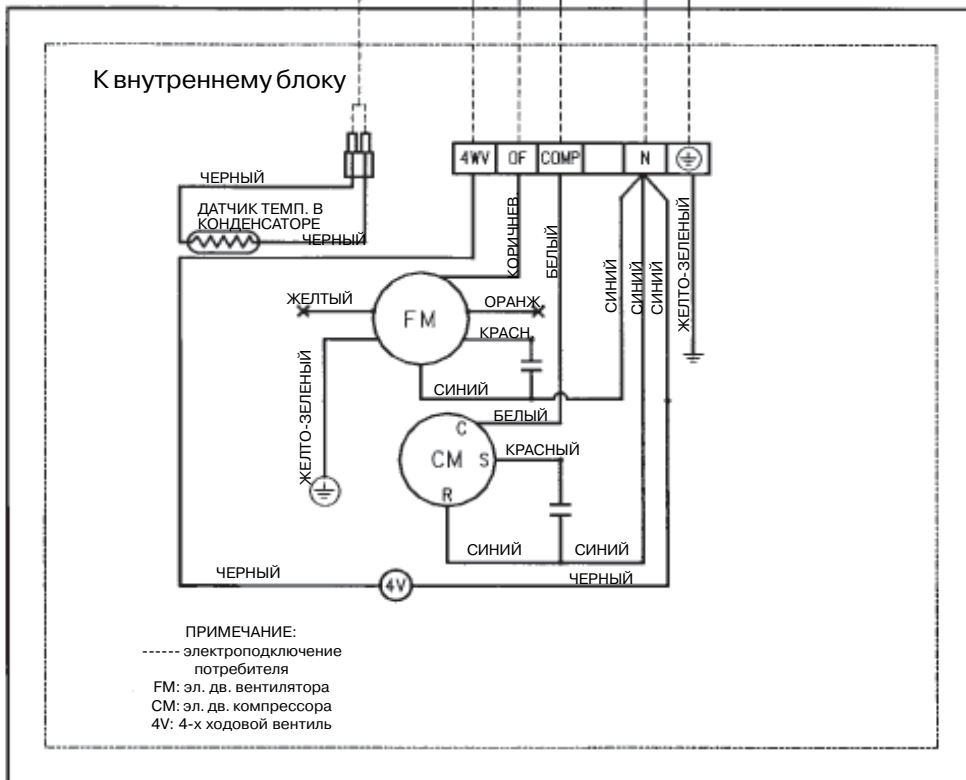 К внутреннему блоку
4WV OF COMP N
ЧЕРНЫЙ
ДАТЧИК ТЕМП. В
КОНДЕНСАТОРЕ
ЧЕРНЫЙ
КОРИЧНЕВ.
БЕЛЫЙ
СИНИЙ
СИНИЙ
СИНИЙ
ЖЕЛТО-ЗЕЛЕНЫЙ
ЖЕЛТЫЙ
FM
ОРАНЖ.
КРАСН.
СИНИЙ
ЖЕЛТО-ЗЕЛЕНЫЙ
БЕЛЫЙ
C
CM S
R
КРАСНЫЙ
СИНИЙ СИНИЙ
ЧЕРНЫЙ
4V
ЧЕРНЫЙ
ПРИМЕЧАНИЕ:
------ электроподключение
потребителя
FM: эл. дв. вентилятора
CM: эл. дв. компрессора
4V: 4-х ходовой вентиль